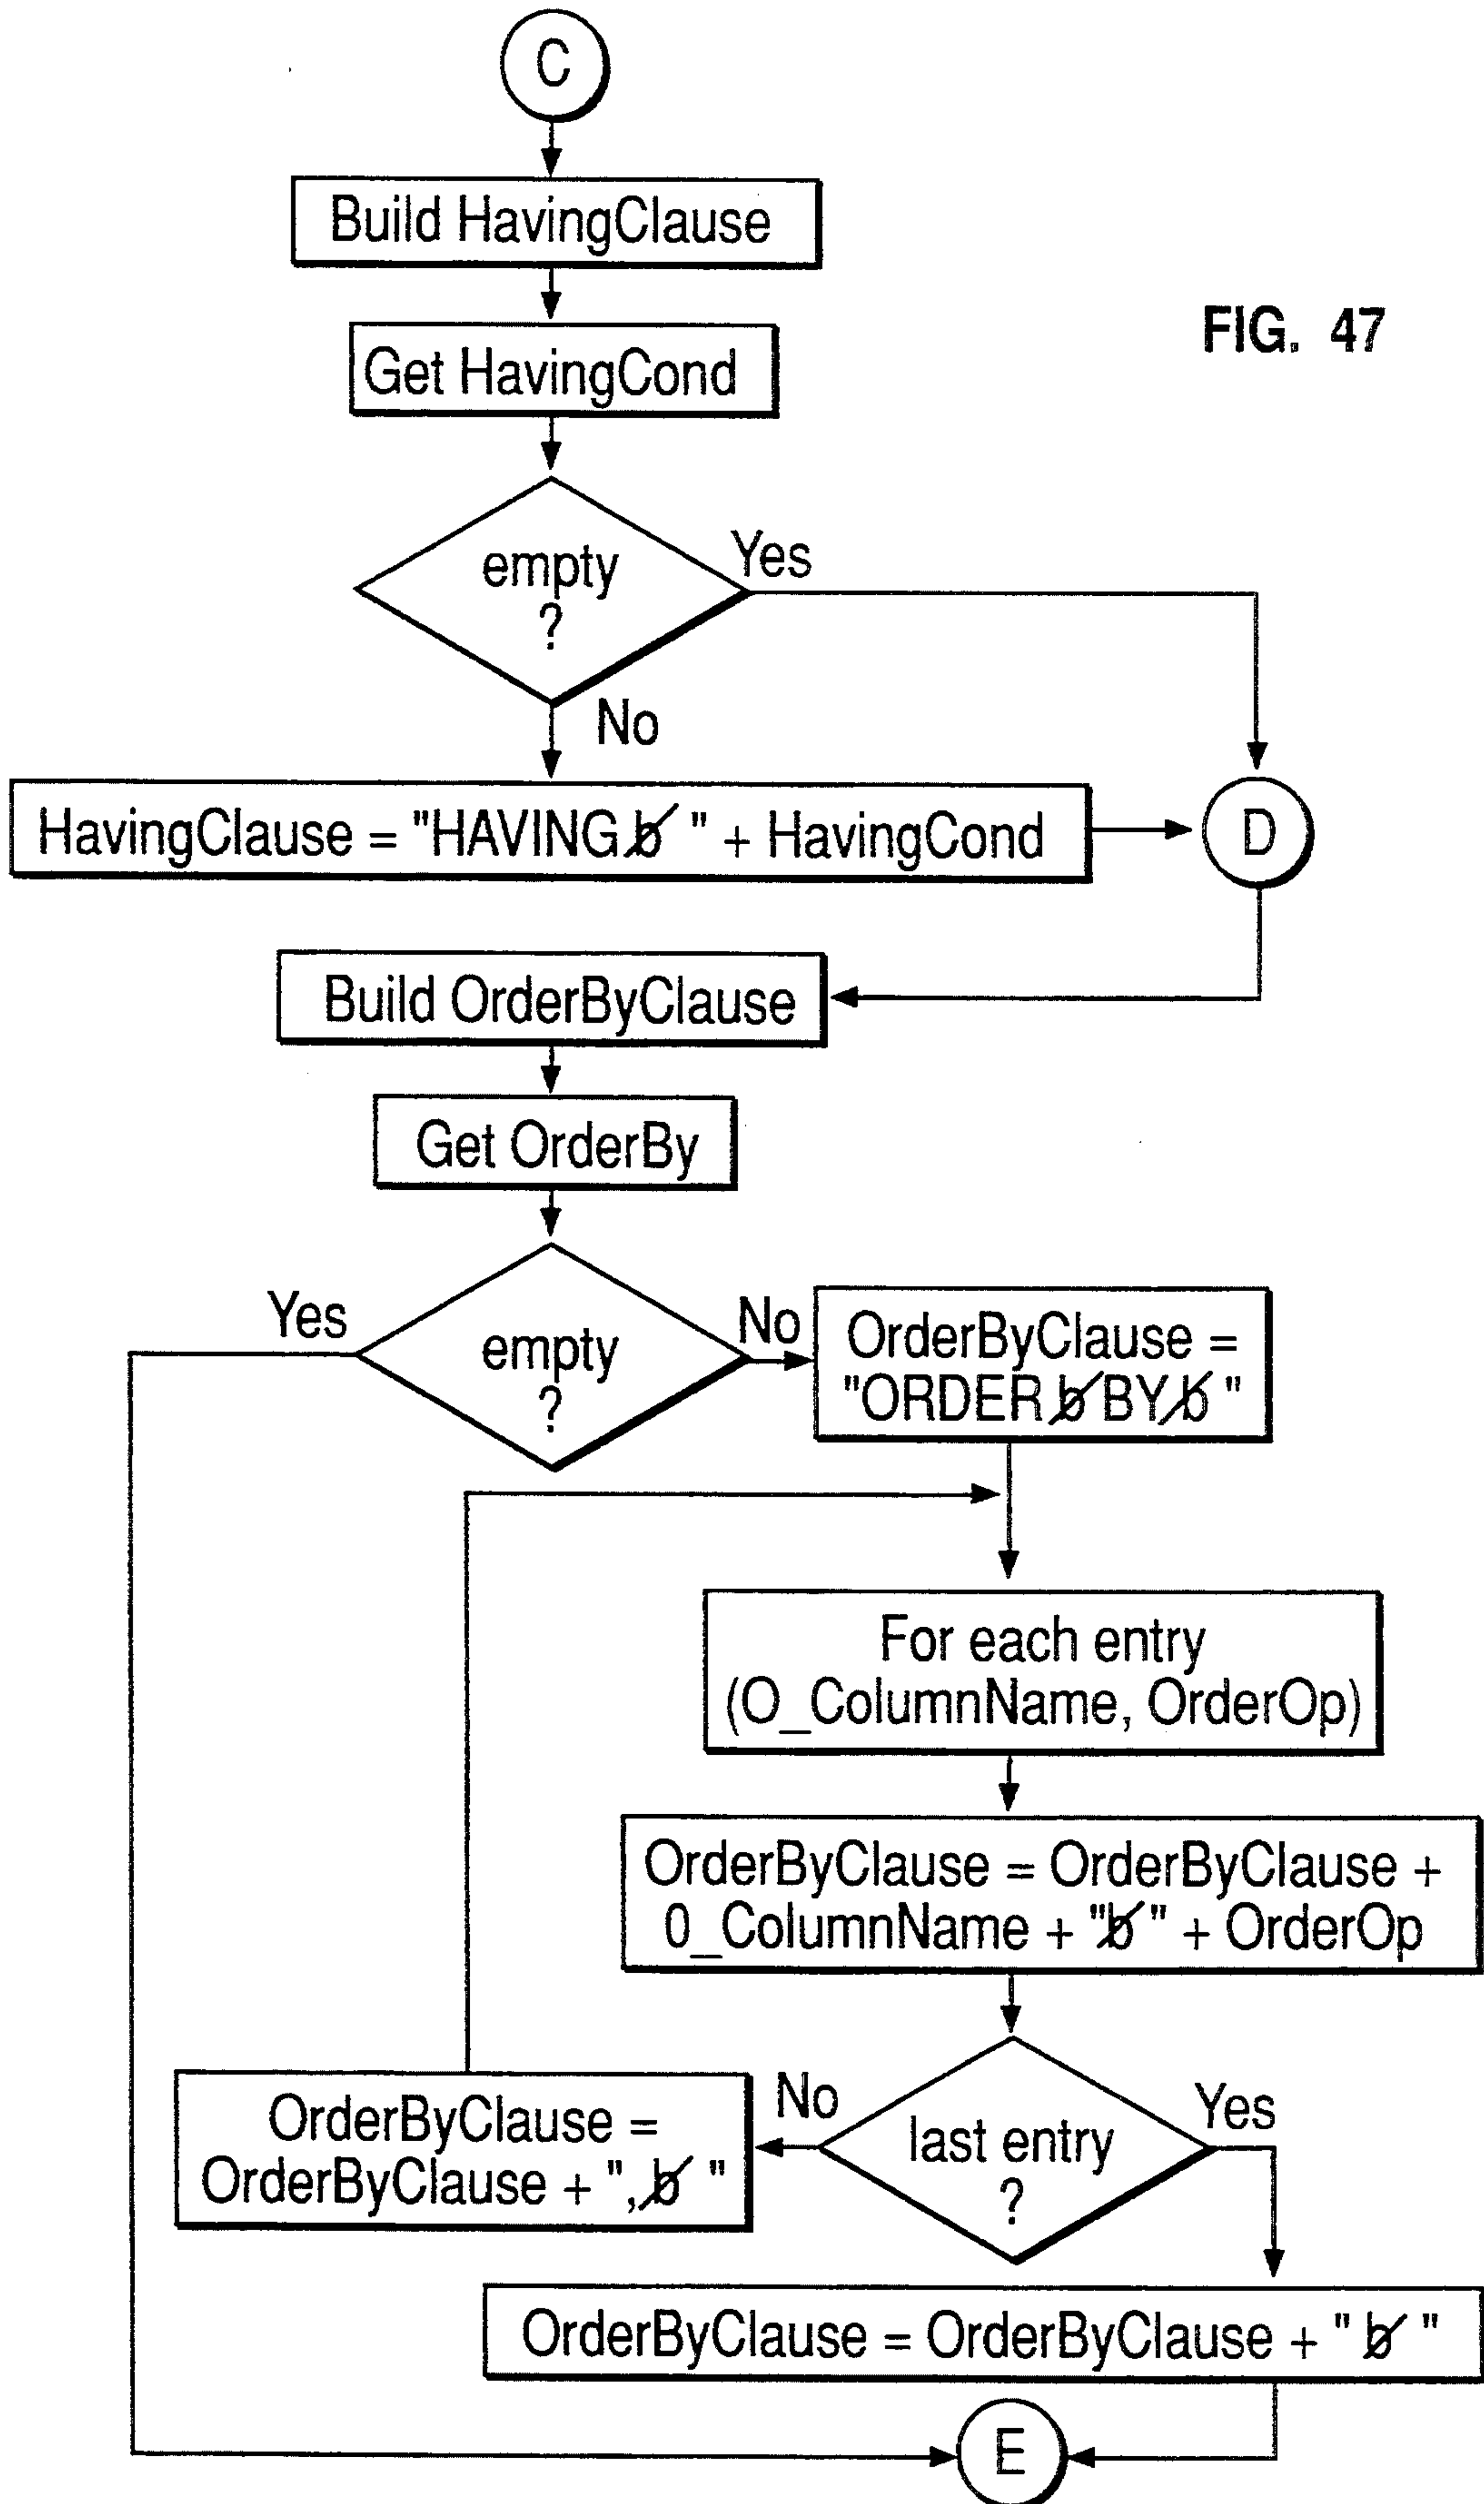 C
Build HavingClause
FIG. 47
Get HavingCond
empty
?
Yes
No
HavingClause = "HAVING b̸ " + HavingCond
D
Build OrderByClause
Get OrderBy
Yes
empty
?
No
OrderByClause =
"ORDER b̸ BY b̸ "
For each entry
(O_ColumnName, OrderOp)
OrderByClause = OrderByClause +
0_ColumnName + "b̸ " + OrderOp
No
Yes
last entry
?
OrderByClause =
OrderByClause + ", b̸ "
OrderByClause = OrderByClause + " b̸ "
E